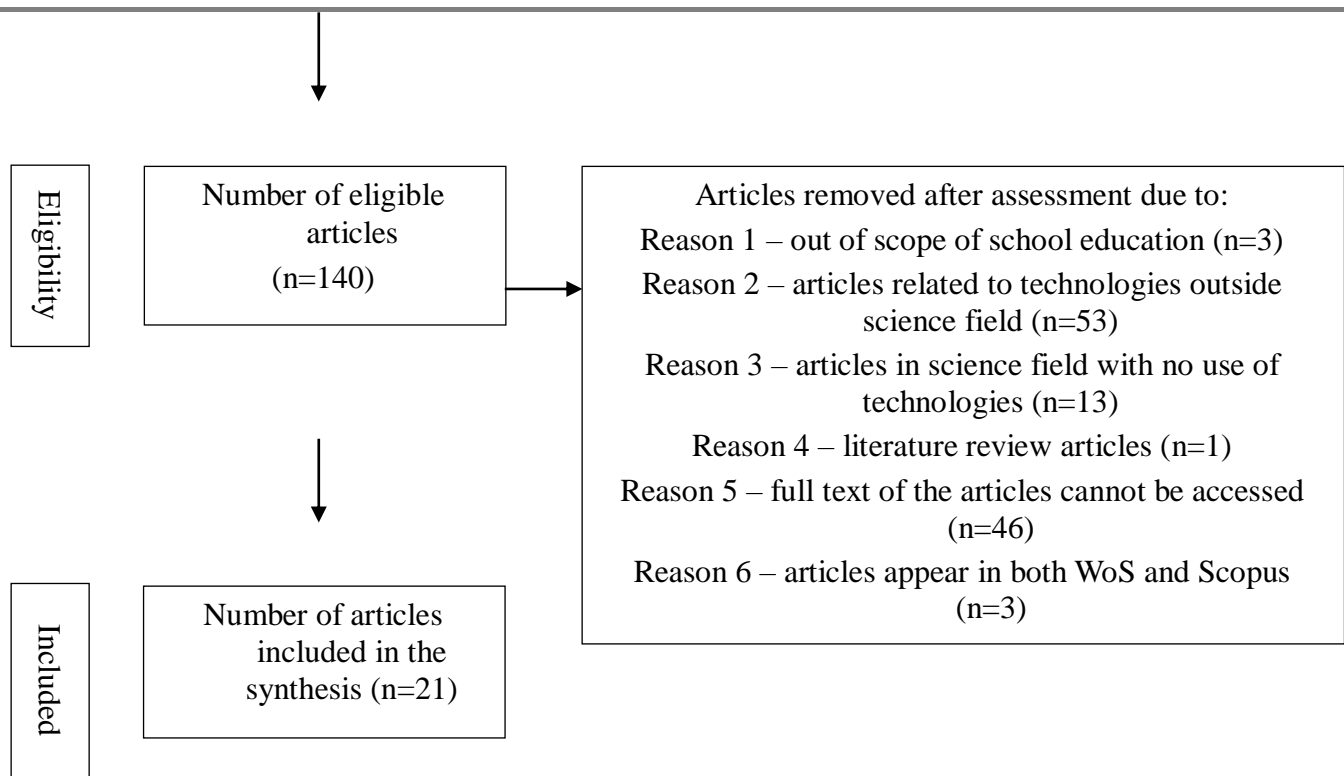 Eligibility
Number of eligible
articles
(n=140)
Articles removed after assessment due to:
Reason 1 – out of scope of school education (n=3)
Reason 2 – articles related to technologies outside
science field (n=53)
Reason 3 – articles in science field with no use of
technologies (n=13)
Reason 4 – literature review articles (n=1)
Reason 5 – full text of the articles cannot be accessed
(n=46)
Reason 6 – articles appear in both WoS and Scopus
(n=3)
Included
Number of articles
included in the
synthesis (n=21)